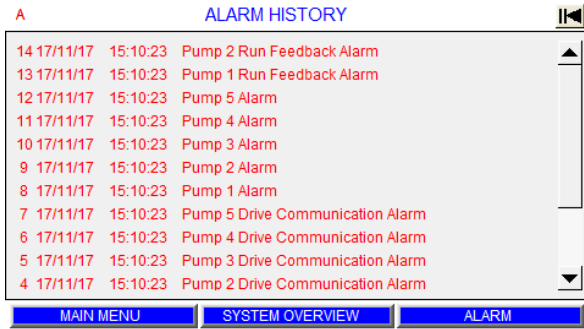 A ALARM HISTORY
14 17/11/17 15:10:23 Pump 2 Run Feedback Alarm
13 17/11/17 15:10:23 Pump 1 Run Feedback Alarm
12 17/11/17 15:10:23 Pump 5 Alarm
11 17/11/17 15:10:23 Pump 4 Alarm
10 17/11/17 15:10:23 Pump 3 Alarm
9 17/11/17 15:10:23 Pump 2 Alarm
8 17/11/17 15:10:23 Pump 1 Alarm
7 17/11/17 15:10:23 Pump 5 Drive Communication Alarm
6 17/11/17 15:10:23 Pump 4 Drive Communication Alarm
5 17/11/17 15:10:23 Pump 3 Drive Communication Alarm
4 17/11/17 15:10:23 Pump 2 Drive Communication Alarm
MAIN MENU SYSTEM OVERVIEW ALARM